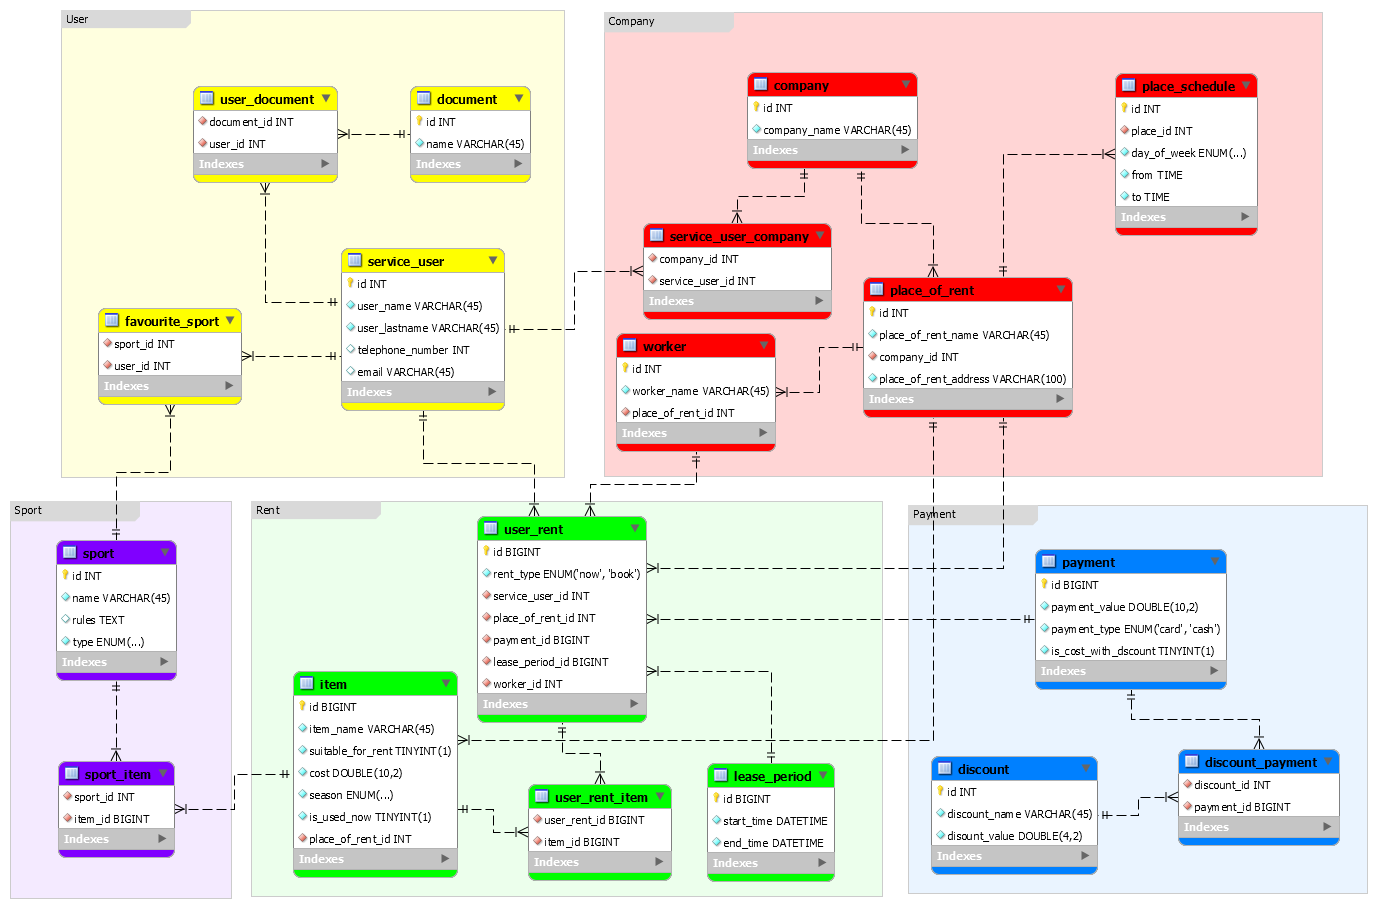 User
user_document
document_id INT
user_id INT
Indexes
document
id INT
name VARCHAR(45)
Indexes
service_user
id INT
user_name VARCHAR(45)
user_lastname VARCHAR(45)
telephone_number INT
email VARCHAR(45)
Indexes
favourite_sport
sport_id INT
user_id INT
Indexes
Company
company
id INT
company_name VARCHAR(45)
Indexes
place_schedule
id INT
place_id INT
day_of_week ENUM(...)
from TIME
to TIME
Indexes
service_user_company
company_id INT
service_user_id INT
Indexes
place_of_rent
id INT
place_of_rent_name VARCHAR(45)
company_id INT
place_of_rent_address VARCHAR(100)
Indexes
worker
id INT
worker_name VARCHAR(45)
place_of_rent_id INT
Indexes
Sport
sport
id INT
name VARCHAR(45)
rules TEXT
type ENUM(...)
Indexes
sport_item
sport_id INT
item_id BIGINT
Indexes
Rent
user_rent
id BIGINT
rent_type ENUM('now', 'book')
service_user_id INT
place_of_rent_id INT
payment_id BIGINT
lease_period_id BIGINT
worker_id INT
Indexes
item
id BIGINT
item_name VARCHAR(45)
suitable_for_rent TINYINT(1)
cost DOUBLE(10,2)
season ENUM(...)
is_used_now TINYINT(1)
place_of_rent_id INT
Indexes
user_rent_item
user_rent_id BIGINT
item_id BIGINT
Indexes
lease_period
id BIGINT
start_time DATETIME
end_time DATETIME
Indexes
Payment
payment
id BIGINT
payment_value DOUBLE(10,2)
payment_type ENUM('card', 'cash')
is_cost_with_dscount TINYINT(1)
Indexes
discount
id INT
discount_name VARCHAR(45)
disount_value DOUBLE(4,2)
Indexes
discount_payment
discount_id INT
payment_id BIGINT
Indexes